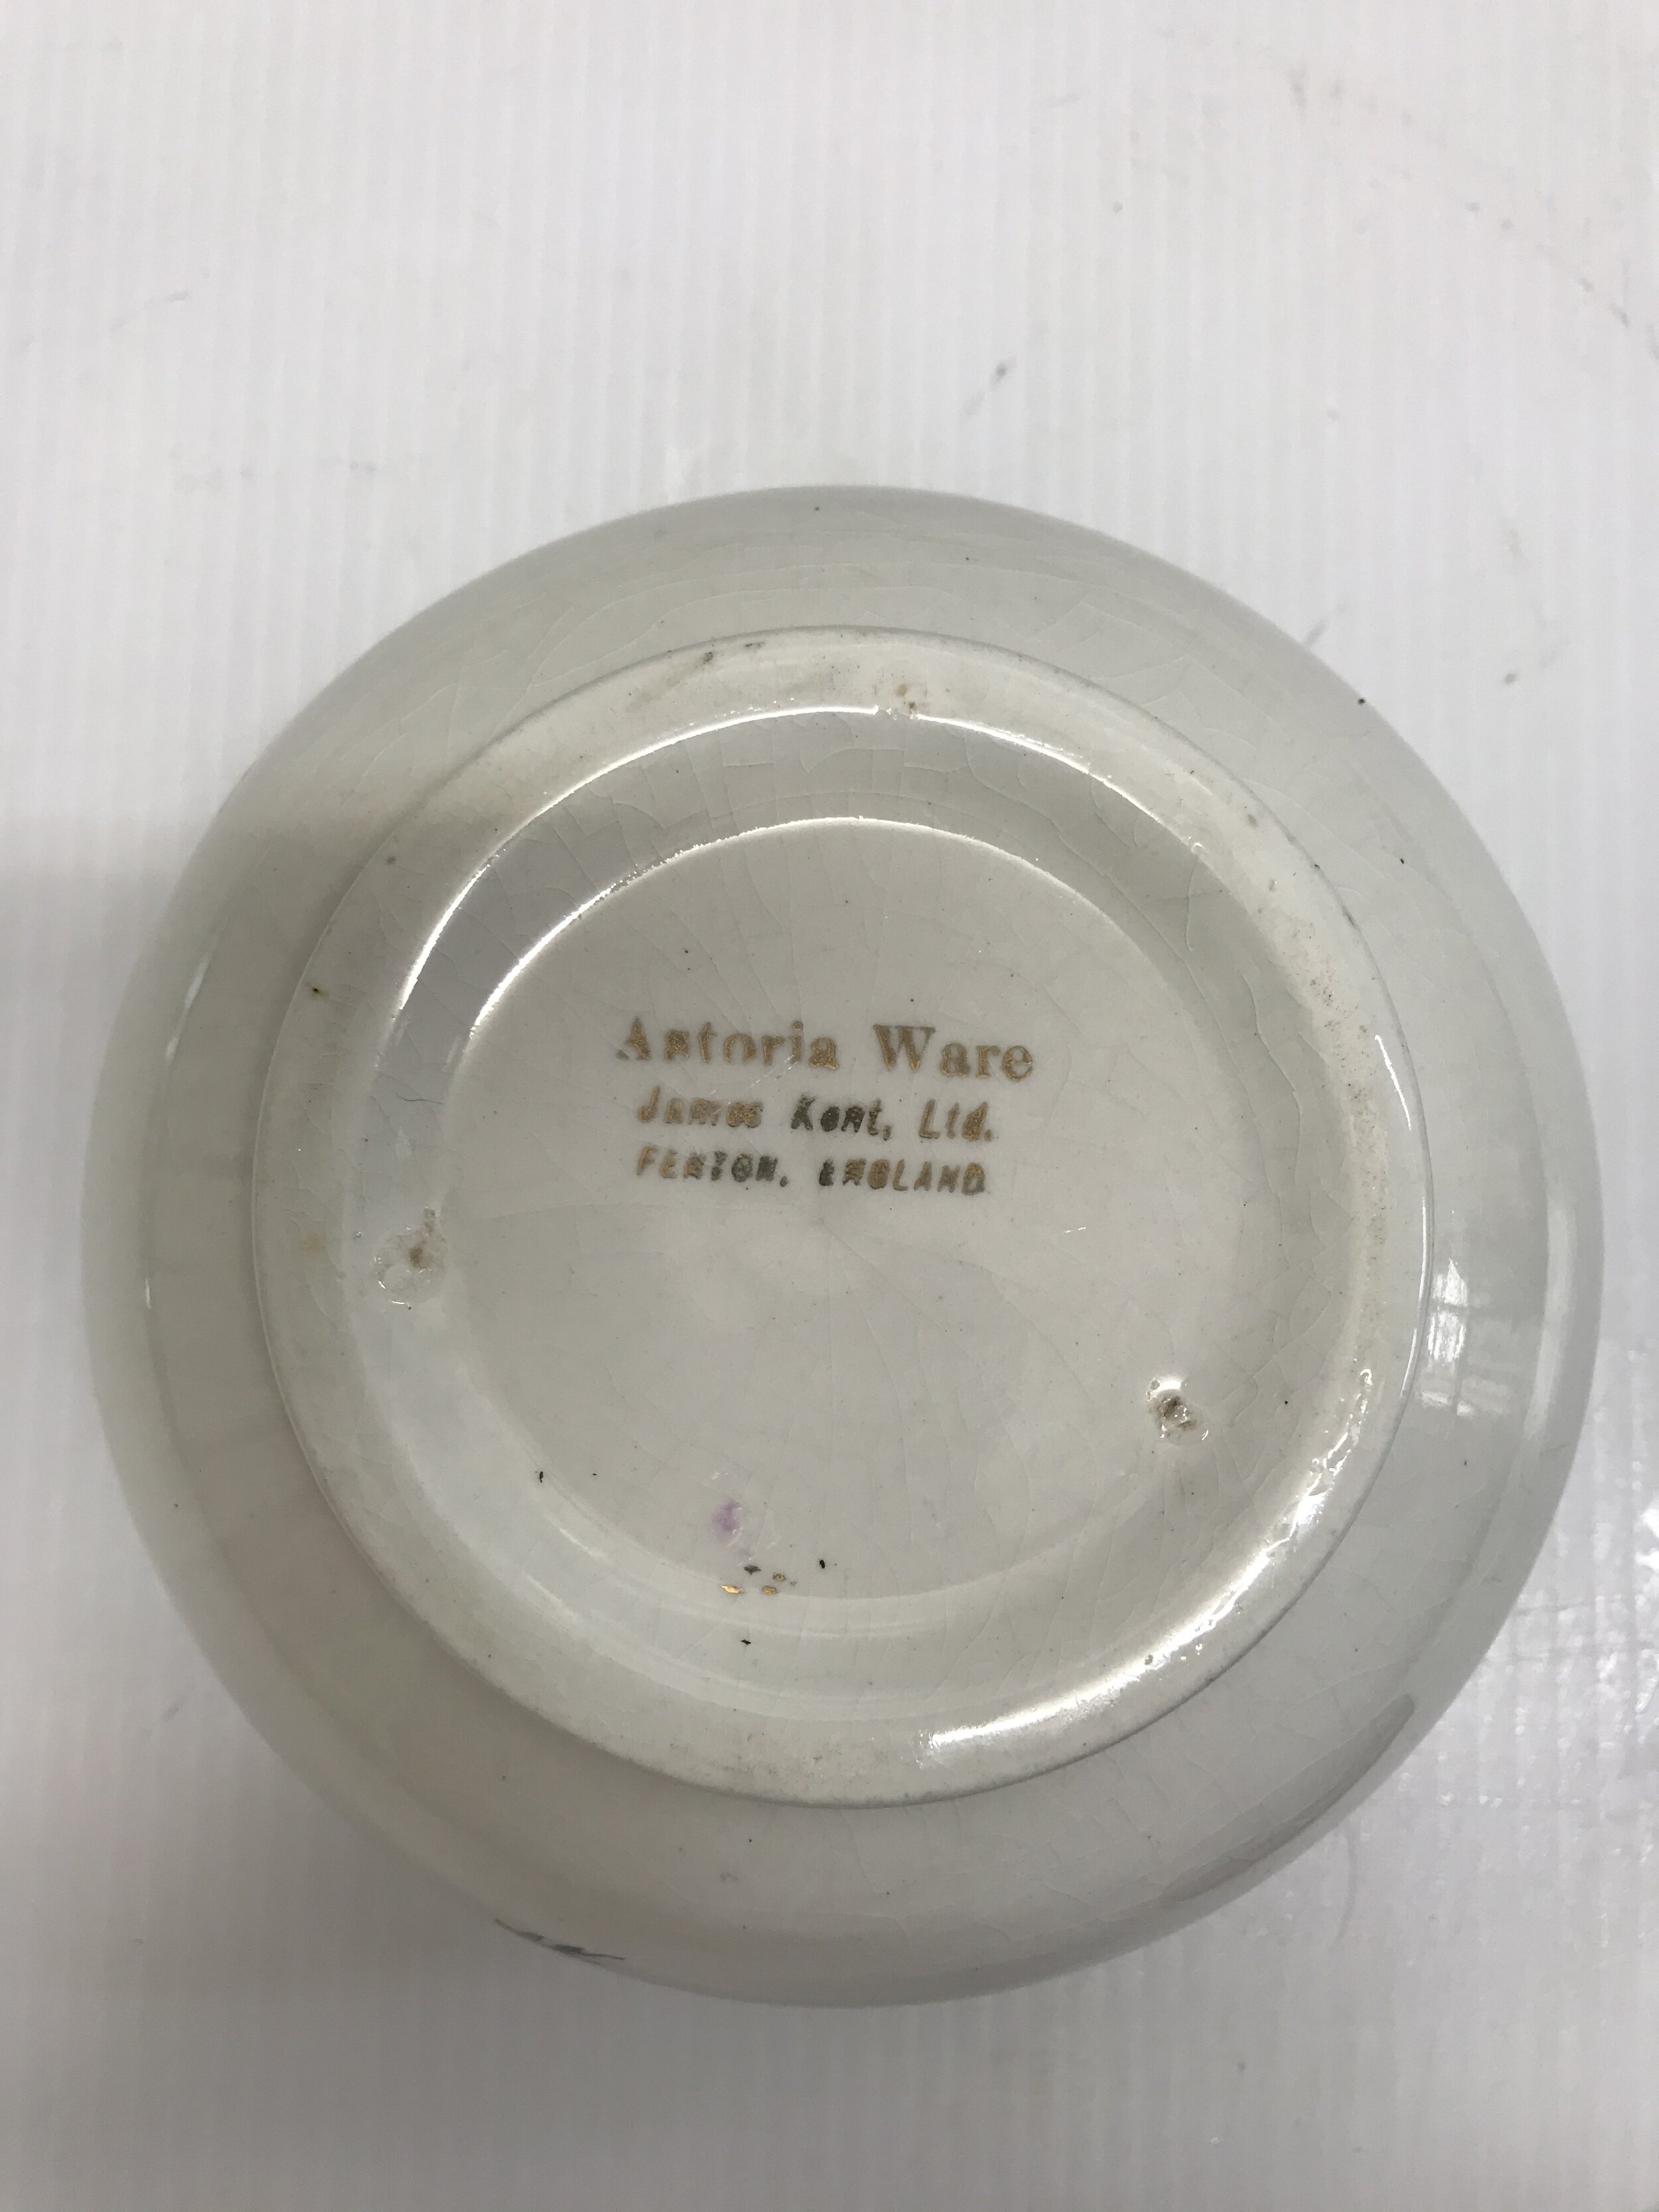 Astoria Ware
James Kent, Ltd.
FENTON. ENGLAND